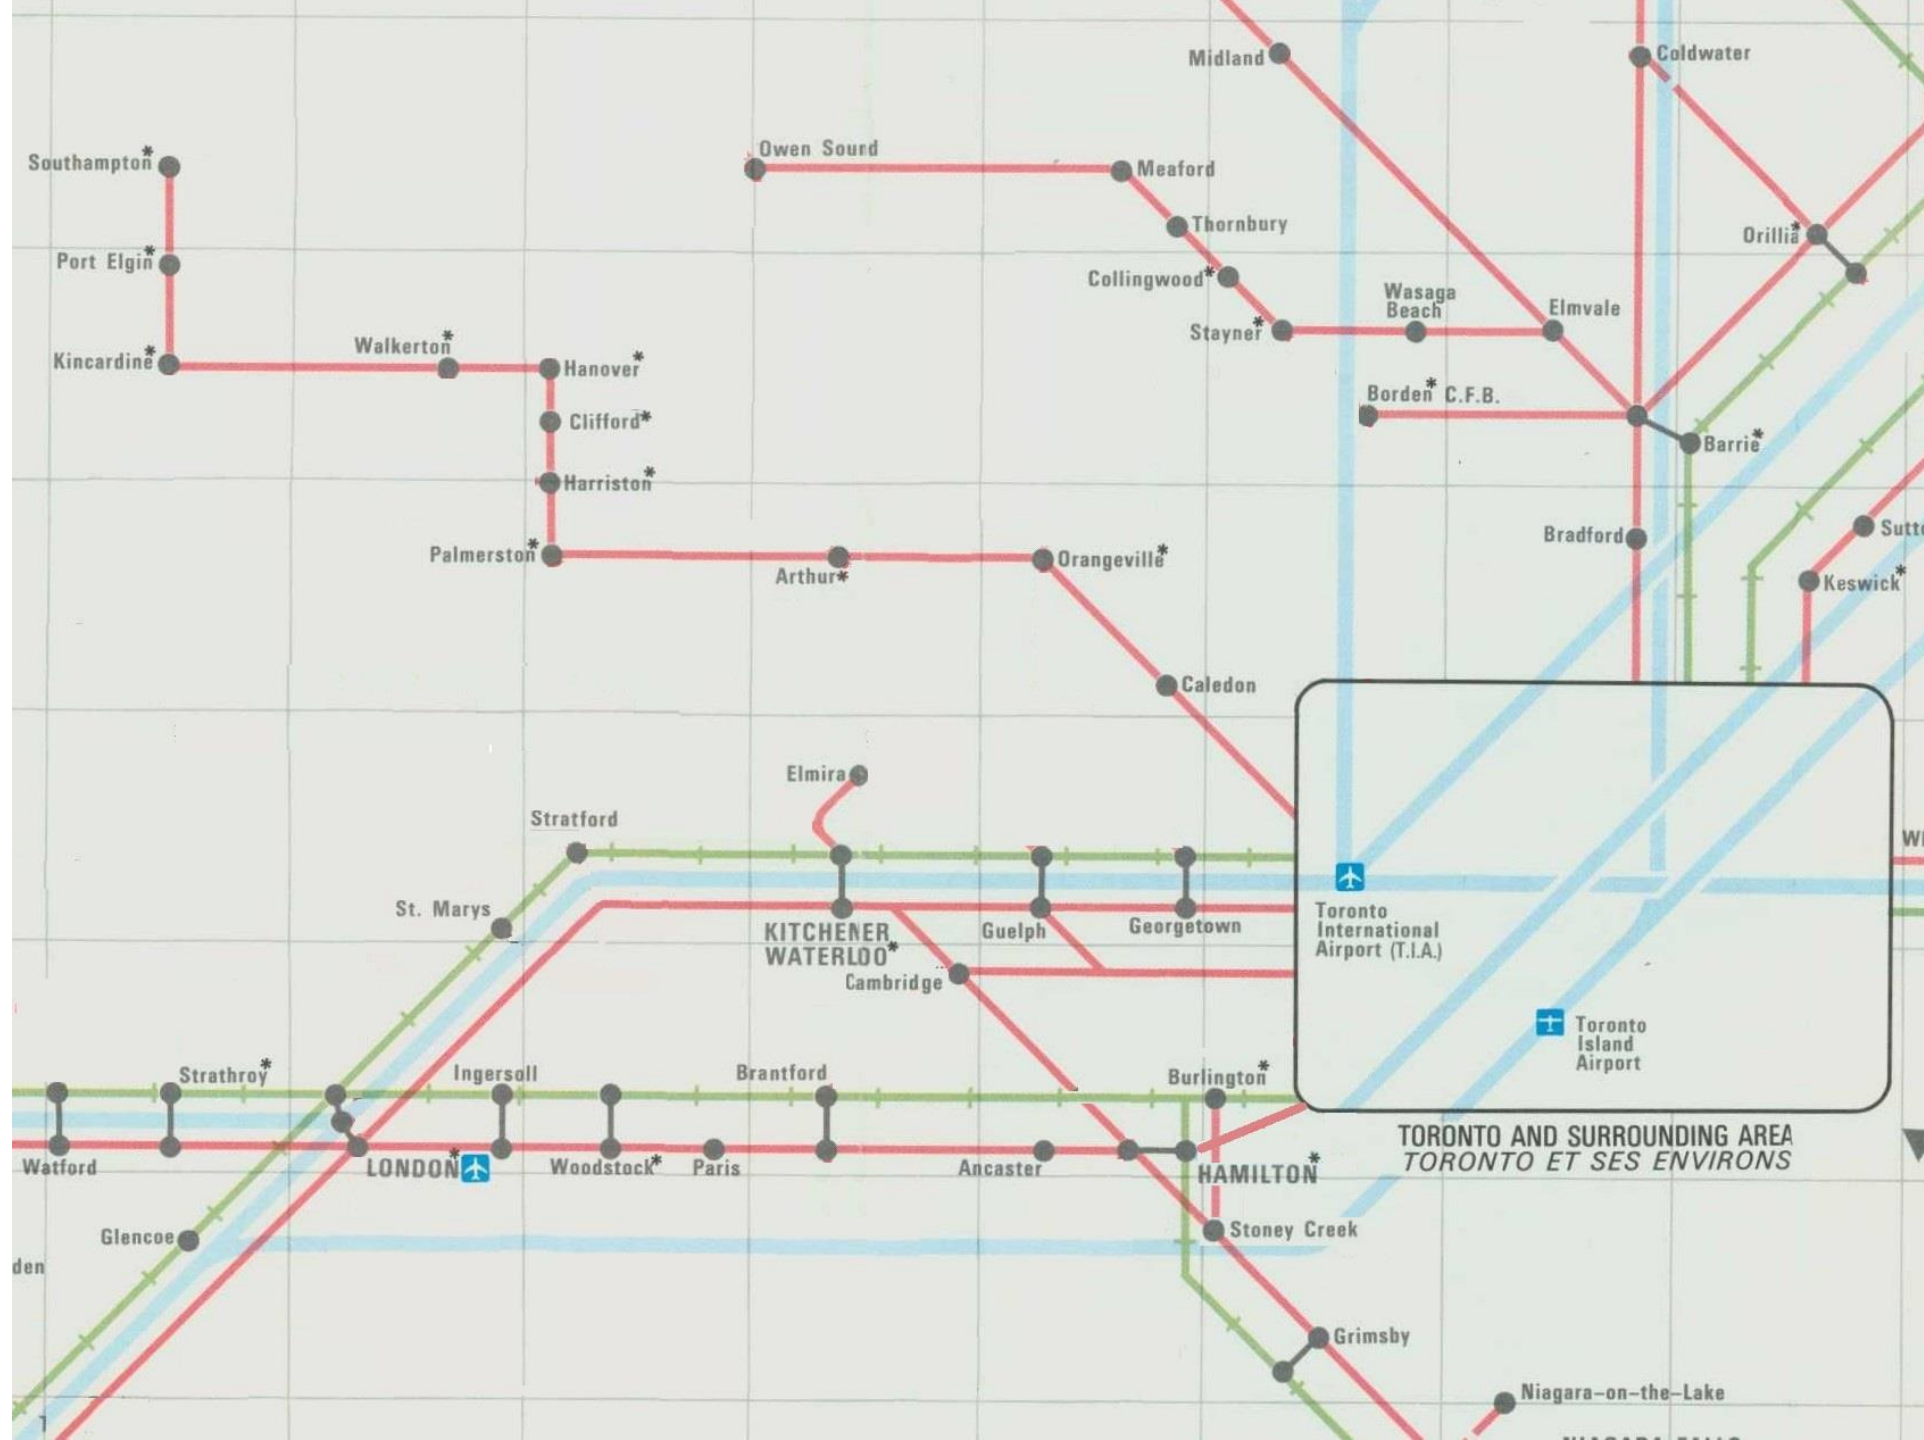 Midland
Coldwater
Southampton*
Owen Sound
Meaford
Thornbury
Orillia*
Port Elgin*
Collingwood*
Wasaga
Beach
Elmvale
Stayner*
Kincardine*
Walkerton*
Hanover*
Borden* C.F.B.
Clifford*
Barrie*
Harriston*
Bradford
Palmerston*
Arthur*
Orangeville*
Keswick*
Caledon
Elmira
Stratford
St. Marys
KITCHENER
WATERLOO*
Guelph
Georgetown
Cambridge
Toronto
International
Airport (T.I.A.)
Toronto
Island
Airport
Strathroy*
Ingersoll
Brantford
Burlington*
Watford
LONDON*
Woodstock*
Paris
Ancaster
HAMILTON*
TORONTO AND SURROUNDING AREA
TORONTO ET SES ENVIRONS
Glencoe
Stoney Creek
den
Grimsby
Niagara-on-the-Lake